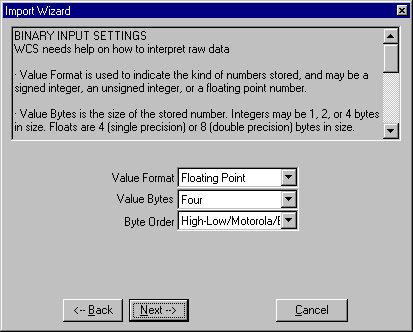 Import Wizard
BINARY INPUT SETTINGS
WCS needs help on how to interpret raw data
· Value Format is used to indicate the kind of numbers stored, and may be a
signed integer, an unsigned integer, or a floating point number.
· Value Bytes is the size of the stored number. Integers may be 1, 2, or 4 bytes
in size. Floats are 4 (single precision) or 8 (double precision) bytes in size.
Value Format Floating Point
Value Bytes Four
Byte Order High-Low/Motorola/
<-- Back Next --> Cancel